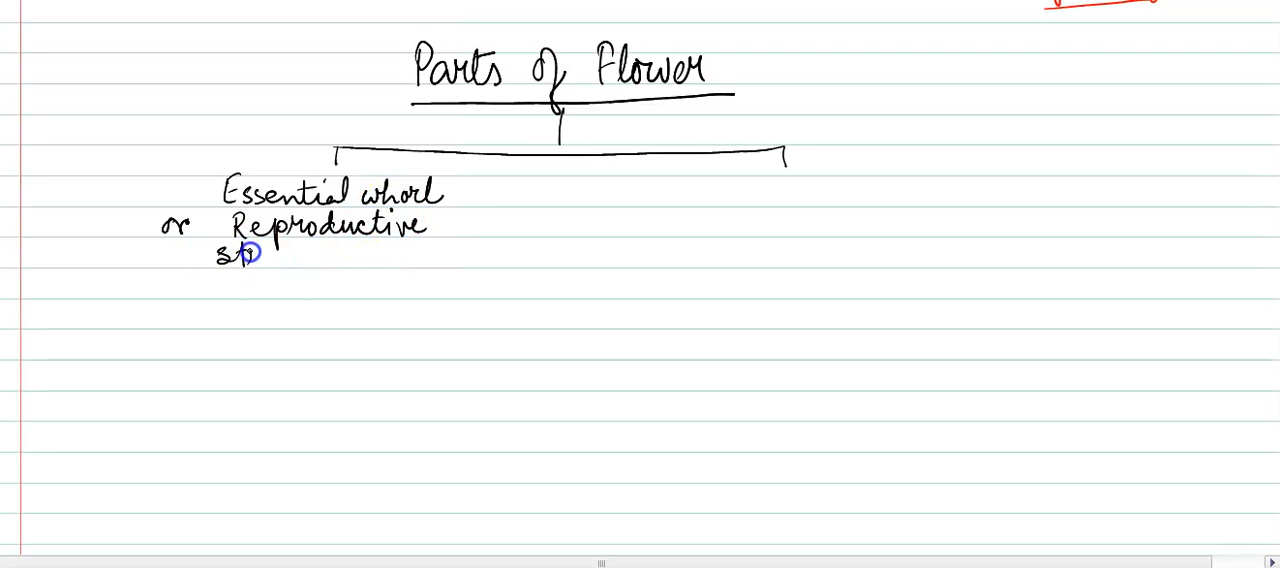 Parts of Flower
Essential whorl
or Reproductive